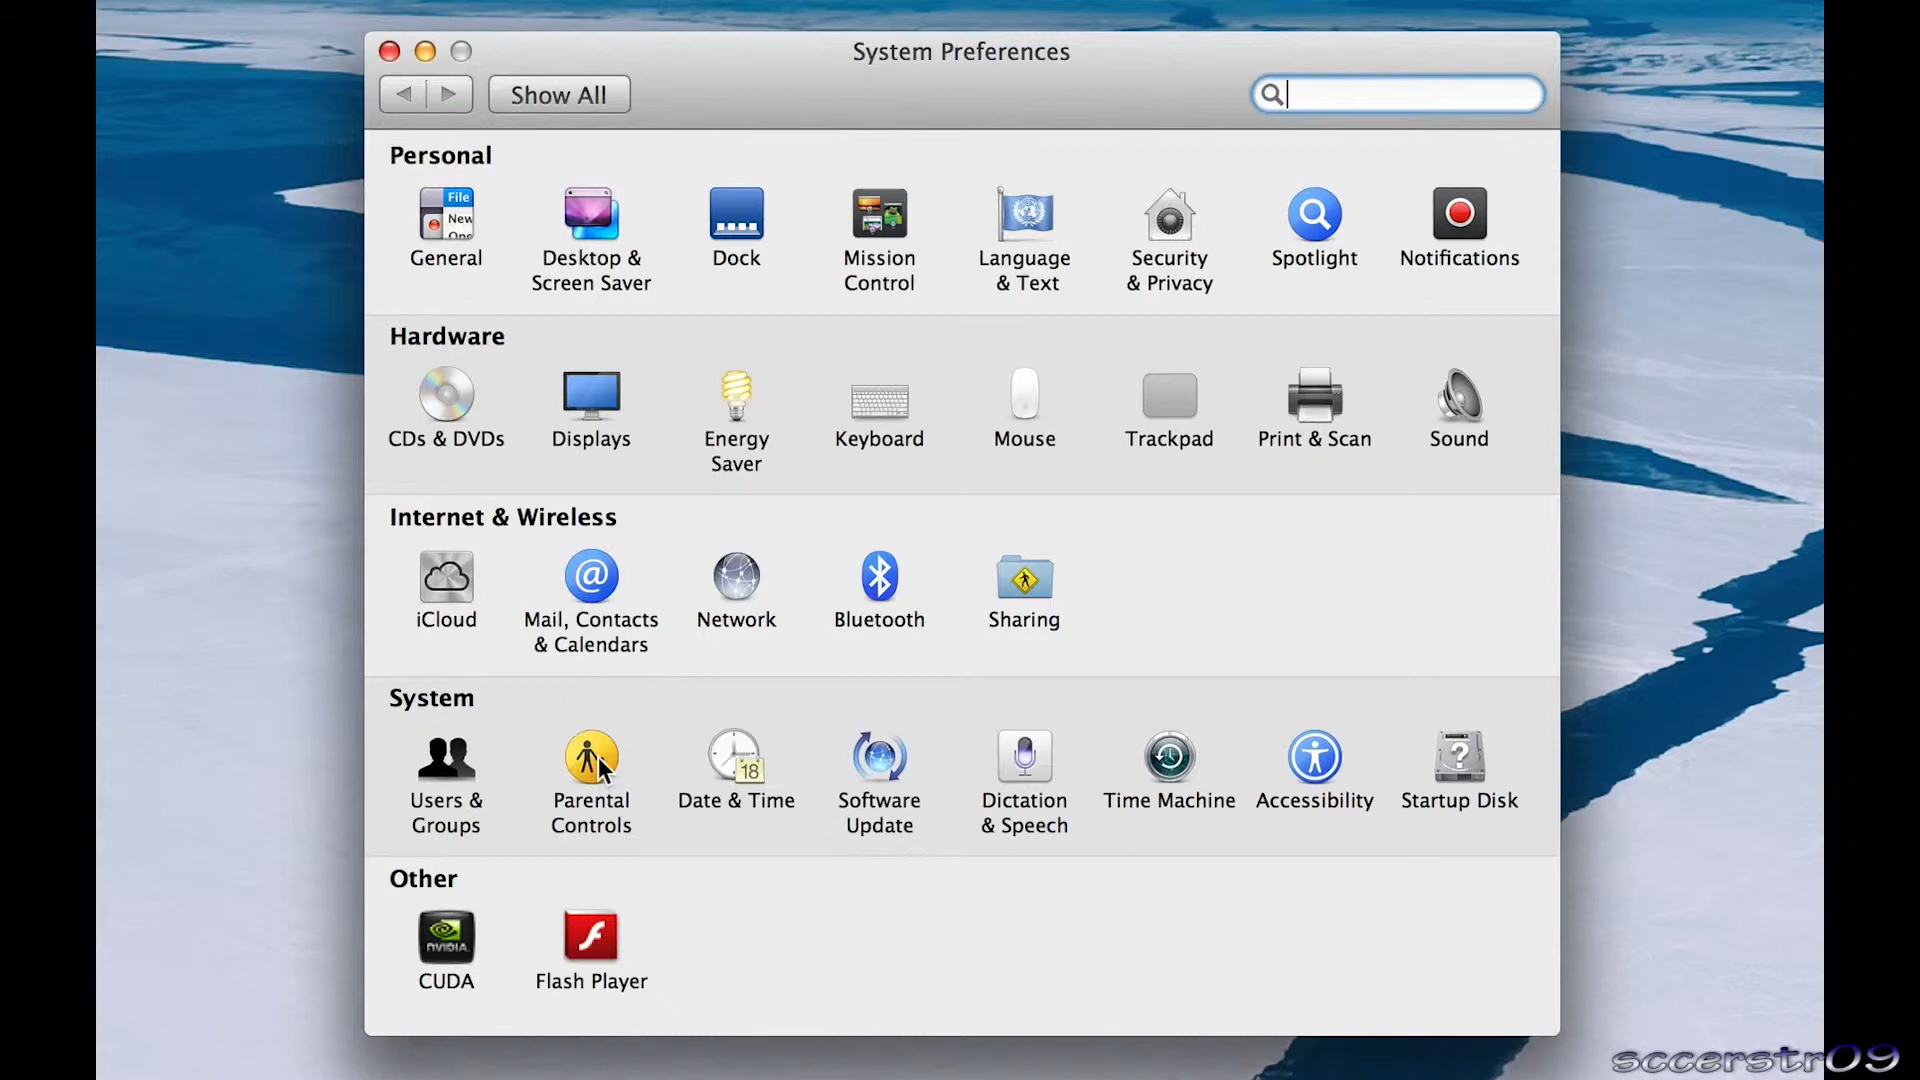 System Preferences
Show All
Personal
File
New
Ope
General
Desktop &
Screen Saver
Dock
Mission
Control
Language
& Text
Security
& Privacy
Spotlight
Notifications
Hardware
CDs & DVDs
Displays
Energy
Saver
Keyboard
Mouse
Trackpad
Print & Scan
Sound
Internet & Wireless
iCloud
@
Mail, Contacts
& Calendars
Network
Bluetooth
Sharing
System
Users &
Groups
Parental
Controls
18
Date & Time
Software
Update
Dictation
& Speech
Time Machine
Accessibility
?
Startup Disk
Other
NVIDIA.
CUDA
Flash Player
sccerstr09